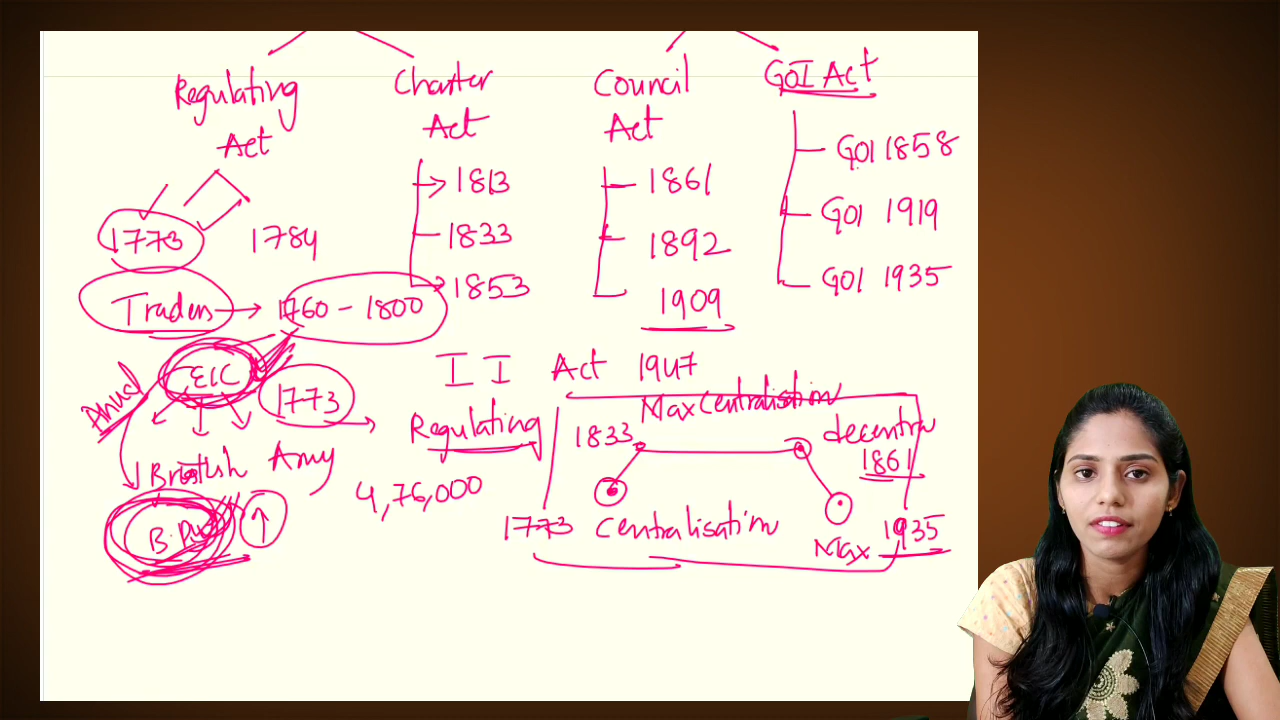 Regulating Act
1773
1784
Charter Act
1813
1833
1853
Council Act
1861
1892
1909
GOI Act
GOI 1858
GOI 1919
GOI 1935
Traders → 1760 - 1800
EIC
1773
Army
4,76,000
II Act 1947
Regulating
Max Centralisation
1833
decentra
1861
1773 Centralisation
Max 1935